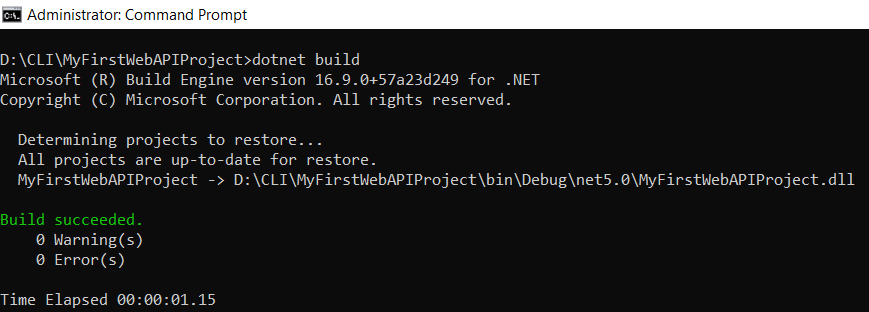 Administrator: Command Prompt
D:\CLI\MyFirstWebAPIProject>dotnet build
Microsoft (R) Build Engine version 16.9.0+57a23d249 for .NET
Copyright (C) Microsoft Corporation. All rights reserved.
Determining projects to restore...
All projects are up-to-date for restore.
MyFirstWebAPIProject -> D:\CLI\MyFirstWebAPIProject\bin\Debug\net5.0\MyFirstWebAPIProject.dll
Build succeeded.
0 Warning(s)
0 Error(s)
Time Elapsed 00:00:01.15